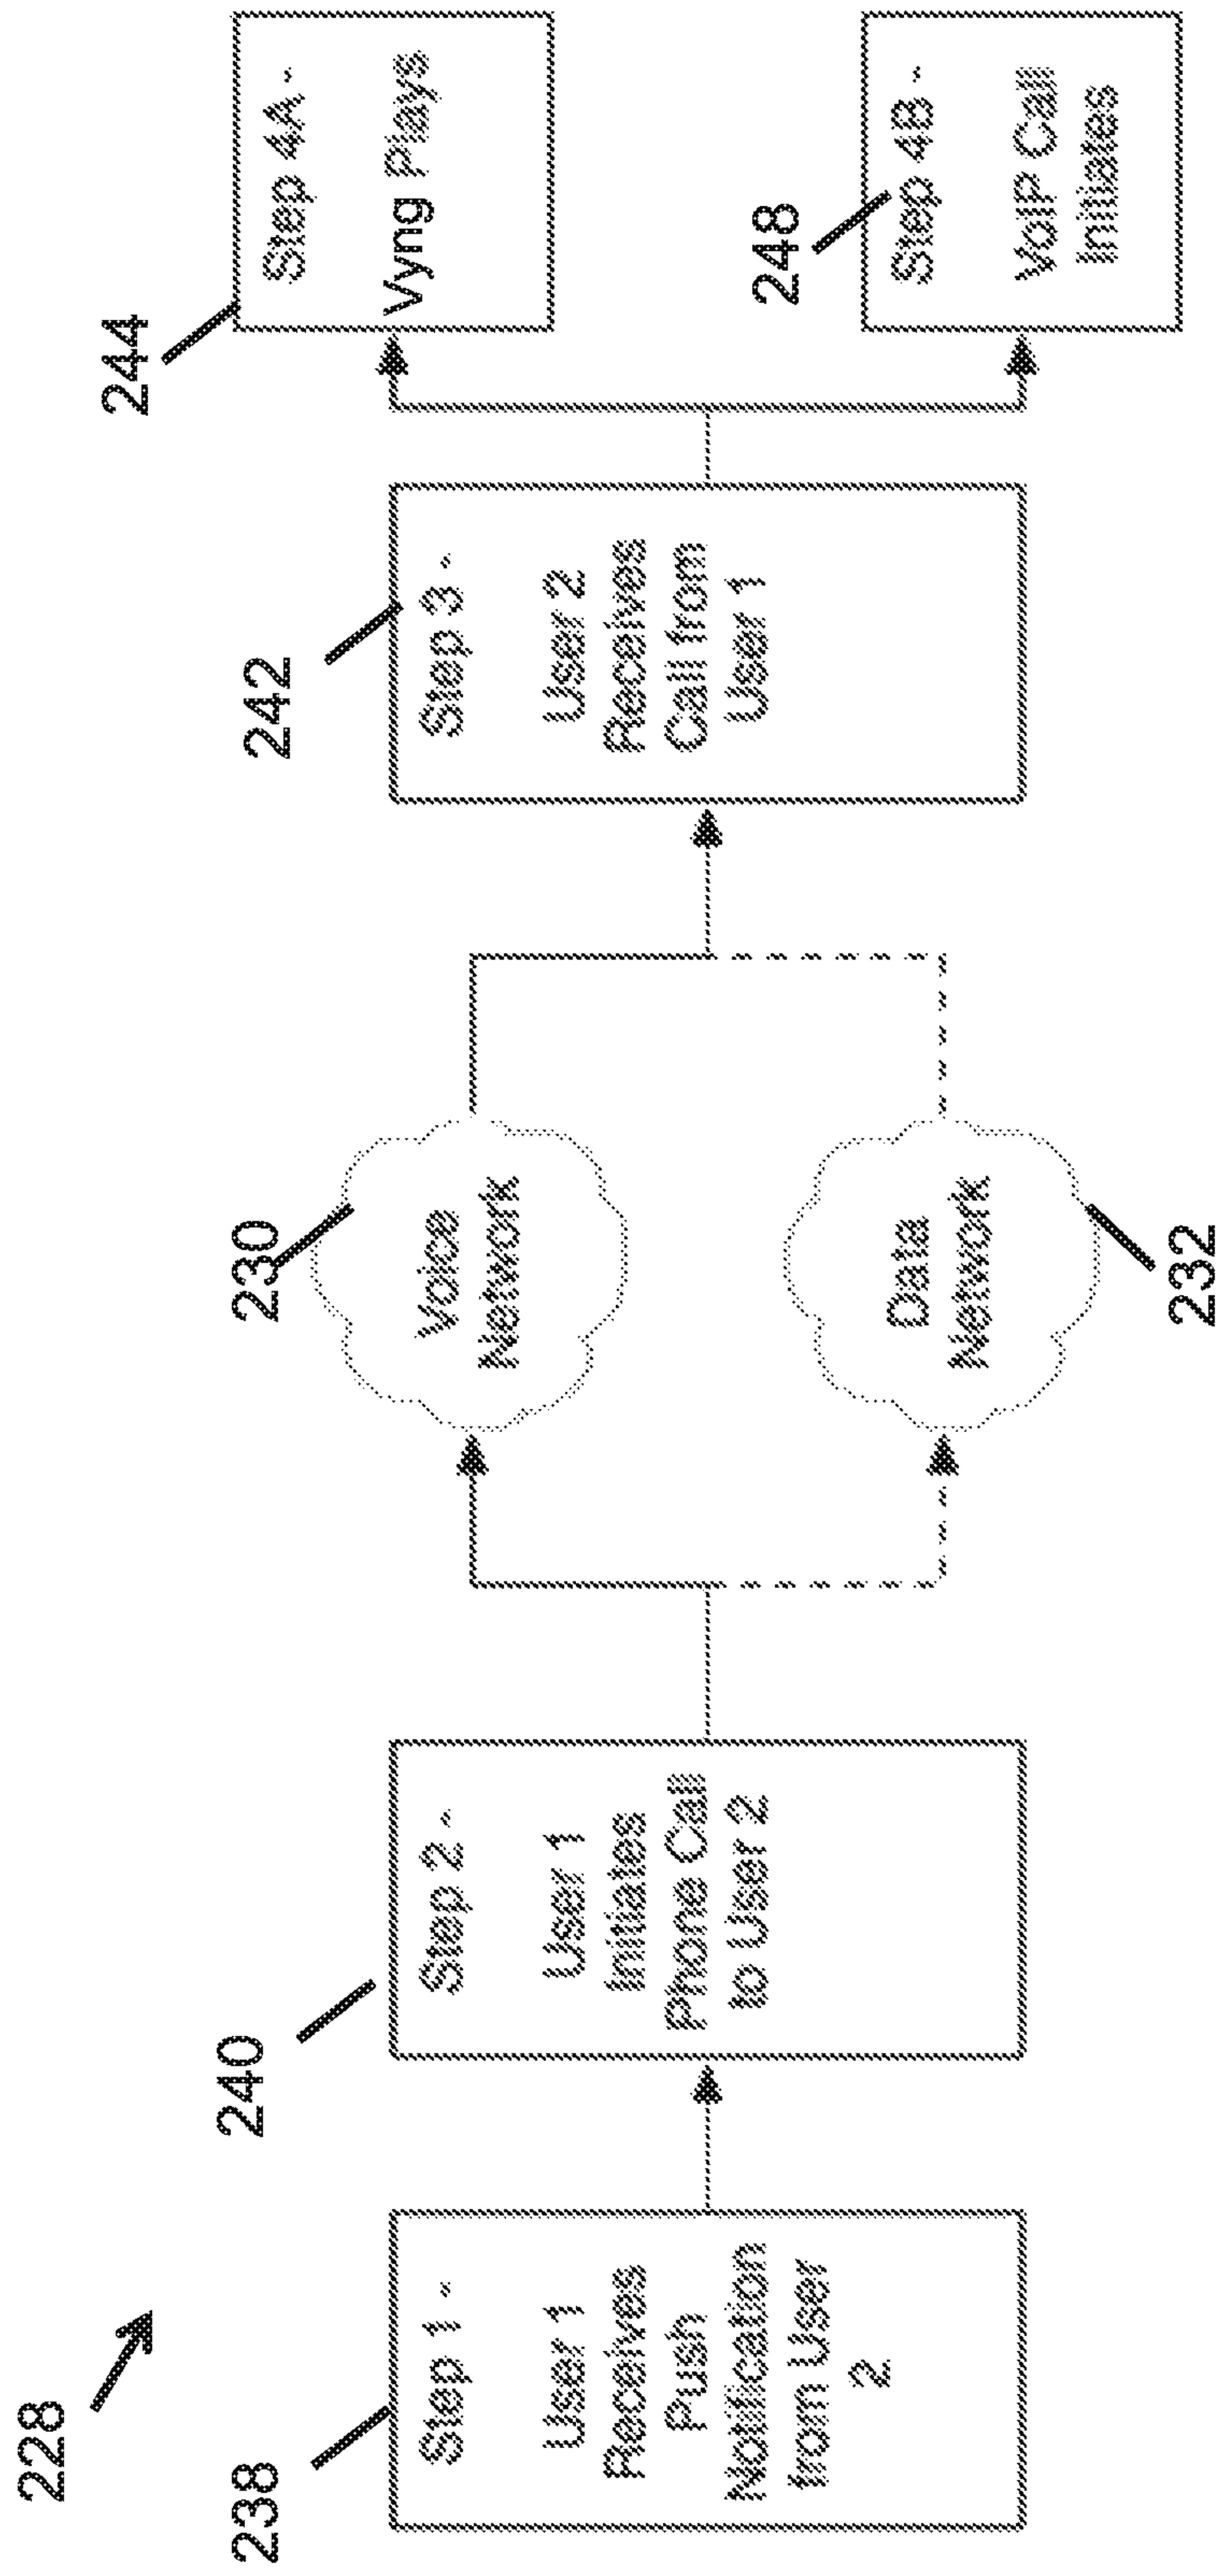 228
238
Step 1 -
User 1
Receives
Push
Notification
from User
2
240
Step 2 -
User 1
Initiates
Phone Call
to User 2
230
Voice
Network
Data
Network
232
242
Step 3 -
User 2
Receives
Call from
User 1
244
Step 4A -
Vyng Plays
248
Step 4B -
VoIP Call
Initiates